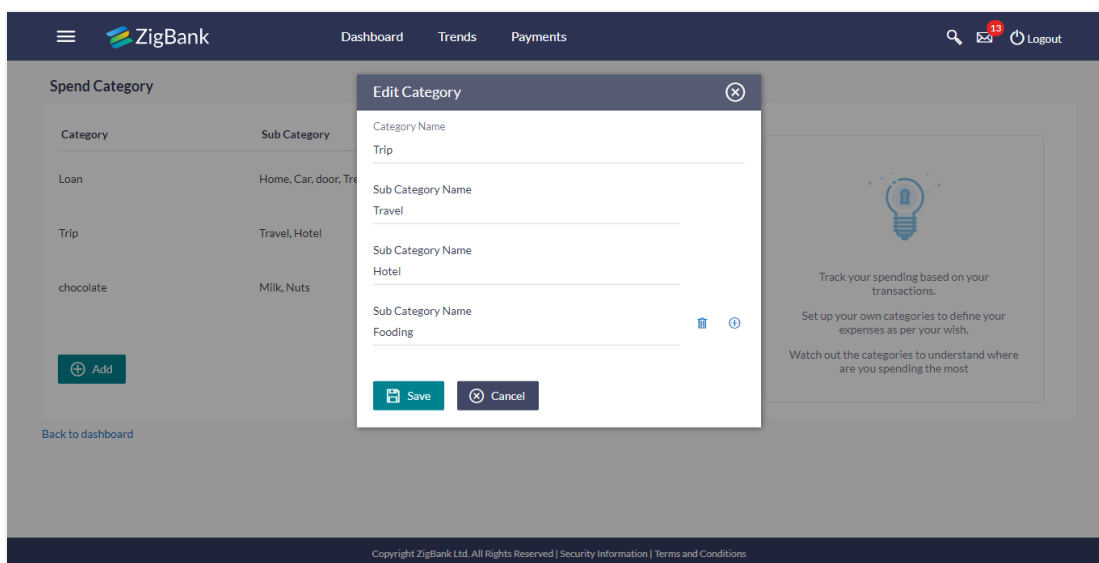 ZigBank
Dashboard Trends Payments
13
Logout
Spend Category
Category Sub Category
Loan Home, Car, door, Tre
Trip Travel, Hotel
chocolate Milk, Nuts
Add
Back to dashboard
Edit Category
Category Name
Trip
Sub Category Name
Travel
Sub Category Name
Hotel
Sub Category Name
Fooding
Save Cancel
Track your spending based on your
transactions.
Set up your own categories to define your
expenses as per your wish.
Watch out the categories to understand where
are you spending the most
Copyright ZigBank Ltd. All Rights Reserved | Security Information | Terms and Conditions